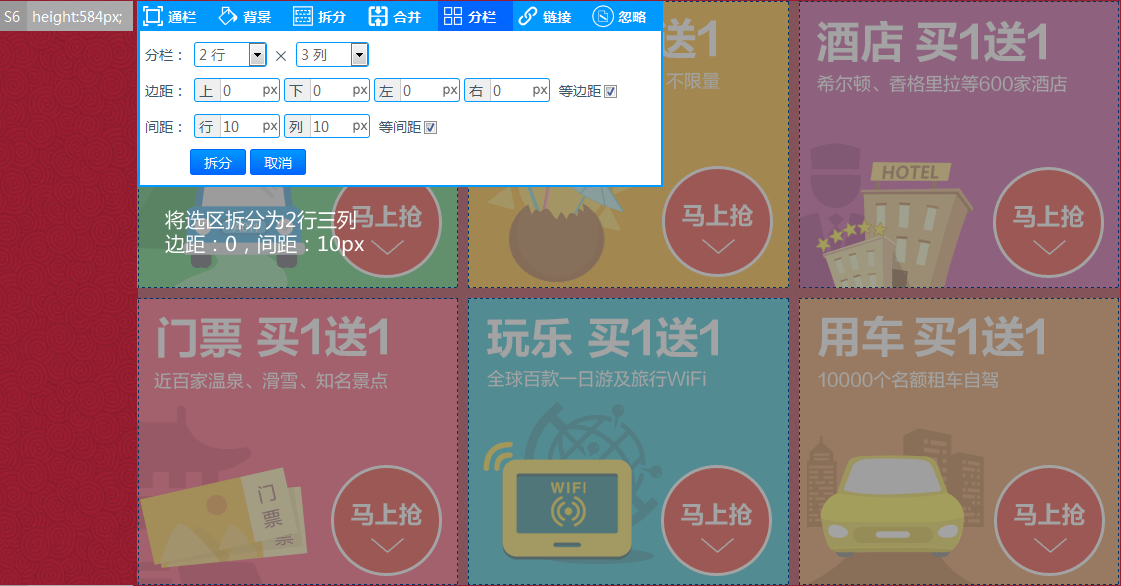 S6 height:584px;
通栏 背景 拆分 合并 分栏 链接 忽略
分栏： 2 行 × 3 列
边距： 上 0 px 下 0 px 左 0 px 右 0 px 等边距
间距： 行 10 px 列 10 px 等间距
拆分 取消
将选区拆分为2行三列
边距：0，间距：10px
马上抢
送1
不限量
马上抢
酒店 买1送1
希尔顿、香格里拉等600家酒店
HOTEL
马上抢
门票 买1送1
近百家温泉、滑雪、知名景点
门
票
票
马上抢
玩乐 买1送1
全球百款一日游及旅行WiFi
WIFI
马上抢
用车 买1送1
10000个名额租车自驾
马上抢